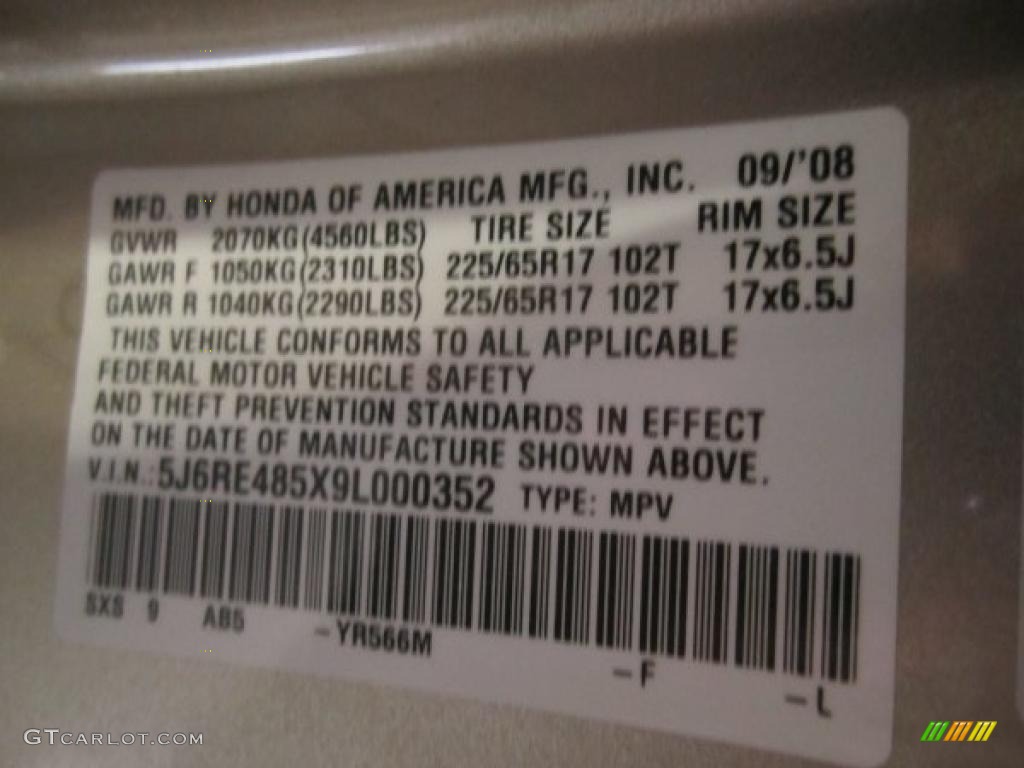 MFD. BY HONDA OF AMERICA MFG., INC. 09/'08
GVWR 2070KG(4560LBS) TIRE SIZE RIM SIZE
GAWR F 1050KG(2310LBS) 225/65R17 102T 17x6.5J
GAWR R 1040KG(2290LBS) 225/65R17 102T 17x6.5J
THIS VEHICLE CONFORMS TO ALL APPLICABLE
FEDERAL MOTOR VEHICLE SAFETY
AND THEFT PREVENTION STANDARDS IN EFFECT
ON THE DATE OF MANUFACTURE SHOWN ABOVE.
V.I.N.: 5J6RE485X9L000352 TYPE: MPV
SXS 9 AB5 -YR566M -F -L
GTCARLOT.COM